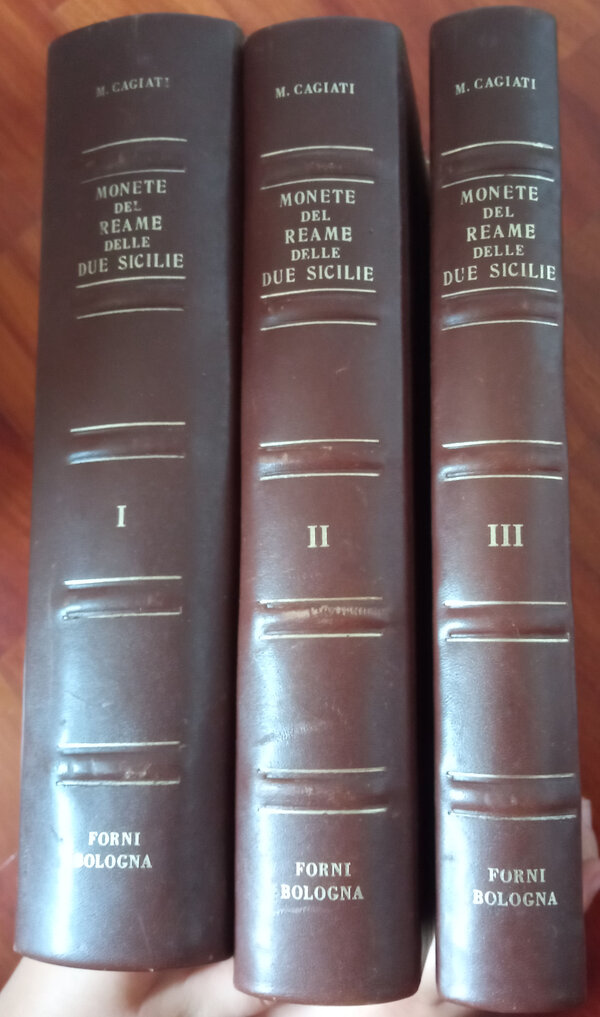 M. CAGIATI
MONETE
DEL
REAME
DELLE
DUE SICILIE
I
FORNI
BOLOGNA
M. CAGIATI
MONETE
DEL
REAME
DELLE
DUE SICILIE
II
FORNI
BOLOGNA
M. CAGIATI
MONETE
DEL
REAME
DELLE
DUE SICILIE
III
FORNI
BOLOGNA